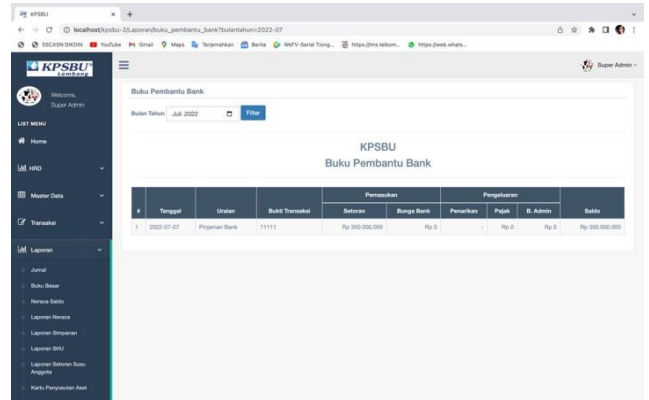 KPSBU
localhost/kpsbu-2/Laporan/buku_pembantu_bank?bulantahun=2022-07
SSCASN DIKDIN YouTube Gmail Maps Terjemahkan Berita WeTV-Serial Tiong... https://lms.telkom... https://web.whats...
KPSBU
Lembang
Super Admin
Welcome,
Super Admin
LIST MENU
Home
HRD
Master Data
Transaksi
Laporan
Jurnal
Buku Besar
Neraca Saldo
Laporan Neraca
Laporan Simpanan
Laporan SHU
Laporan Setoran Susu
Anggota
Kartu Penyusutan Aset
Buku Pembantu Bank
Bulan Tahun Juli 2022 Filter
KPSBU
Buku Pembantu Bank
Pemasukan Pengeluaran
# Tanggal Uraian Bukti Transaksi Setoran Bunga Bank Penarikan Pajak B. Admin Saldo
1 2022-07-07 Pinjaman Bank 11111 Rp 350.000.000 Rp 0 - Rp 0 Rp 0 Rp 350.000.000